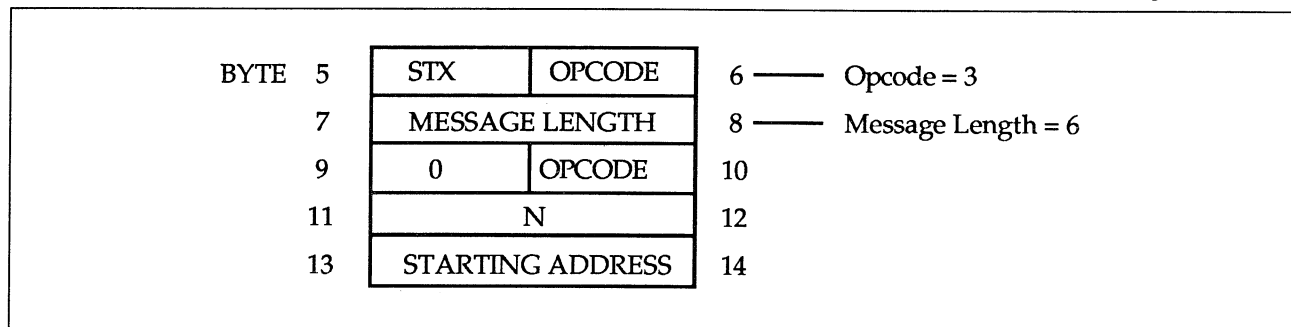 BYTE 5 STX OPCODE 6 Opcode = 3
7 MESSAGE LENGTH 8 Message Length = 6
9 0 OPCODE 10
11 N 12
13 STARTING ADDRESS 14